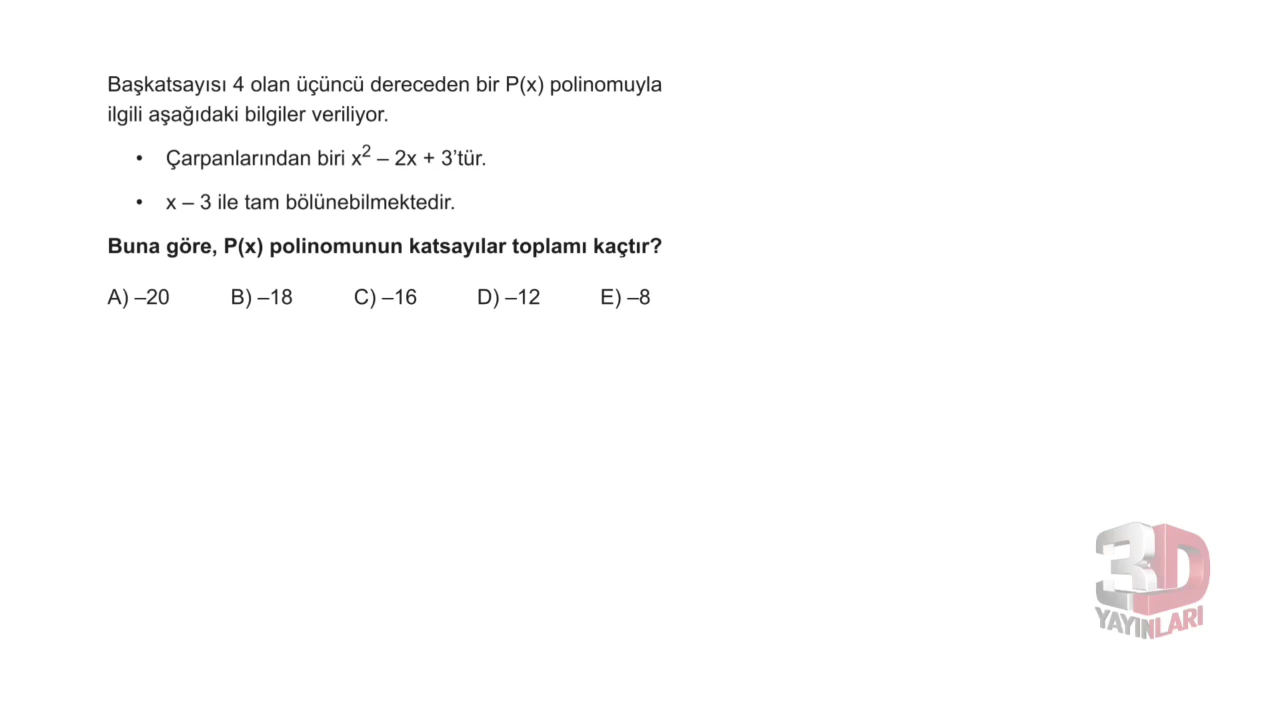 Başkatsayısı 4 olan üçüncü dereceden bir P(x) polinomuyla
ilgili aşağıdaki bilgiler veriliyor.
• Çarpanlarından biri x² – 2x + 3’tür.
• x – 3 ile tam bölünebilmektedir.
Buna göre, P(x) polinomunun katsayılar toplamı kaçtır?
A) –20 B) –18 C) –16 D) –12 E) –8
3D
YAYINLARI